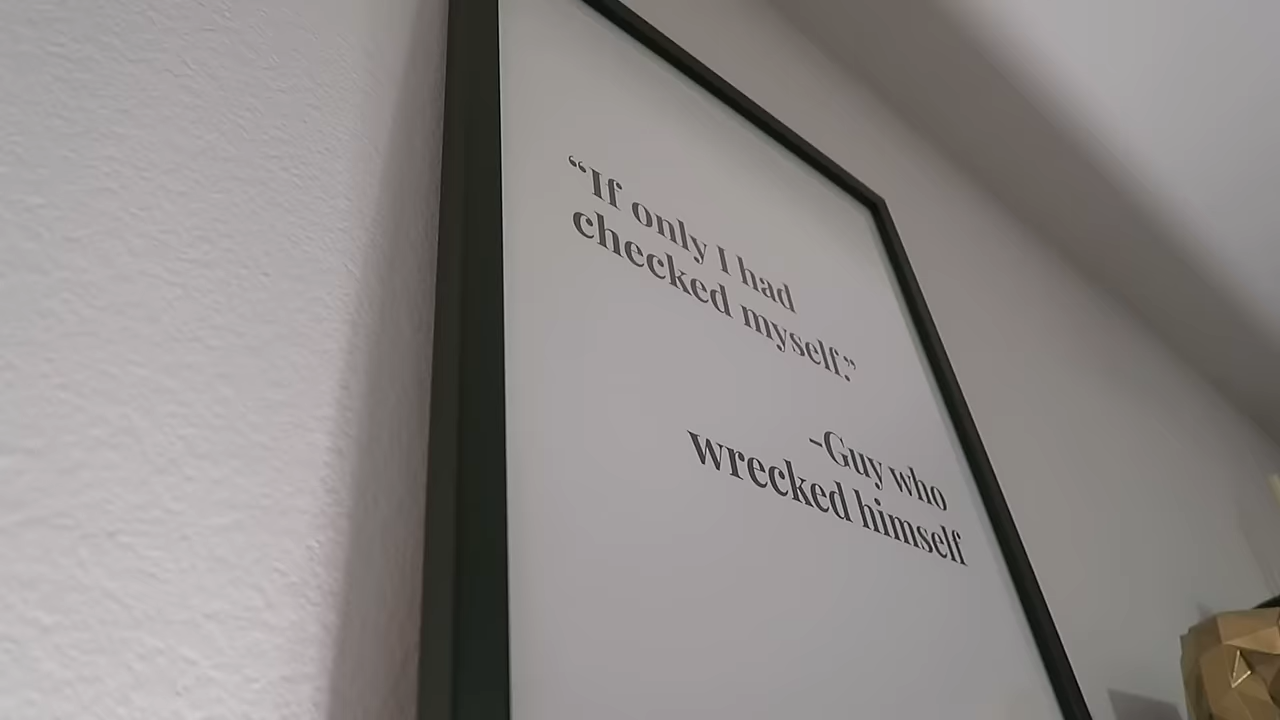 “If only I had
checked myself.”
-Guy who
wrecked himself